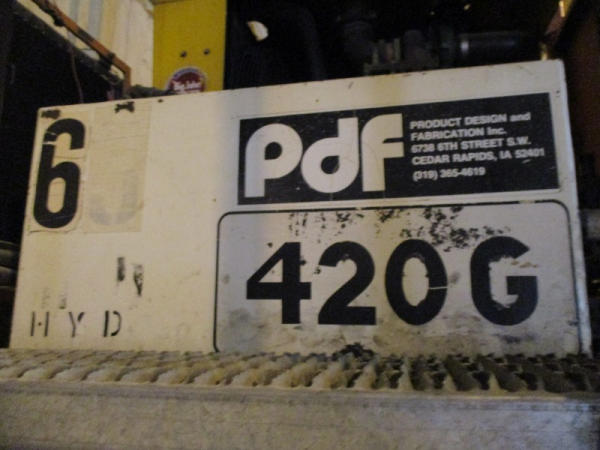 6
pdf
PRODUCT DESIGN and
FABRICATION Inc.
6738 6TH STREET S.W.
CEDAR RAPIDS, IA 52401
(319) 365-4619
420G
HYD